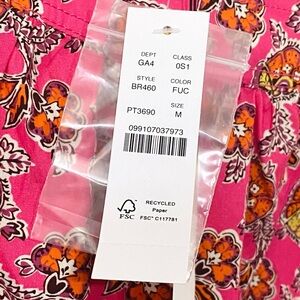 DEPT CLASS
GA4 0S1
STYLE COLOR
BR460 FUC
SIZE
PT3690 M
099107037973
RECYCLED
Paper
FSC FSC® C117781